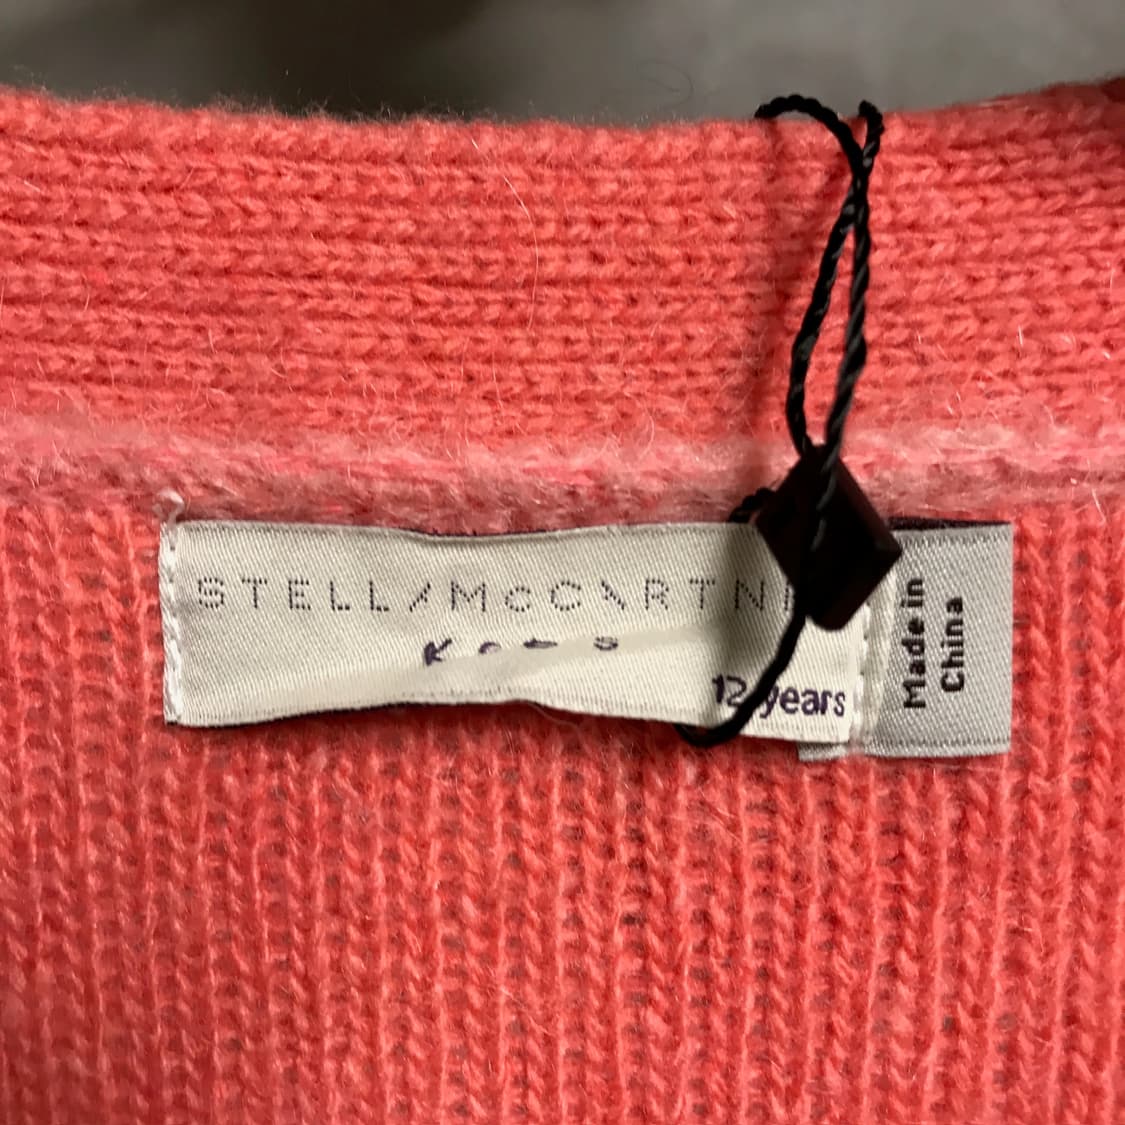 STELLA McCARTN
12 years
Made in
China